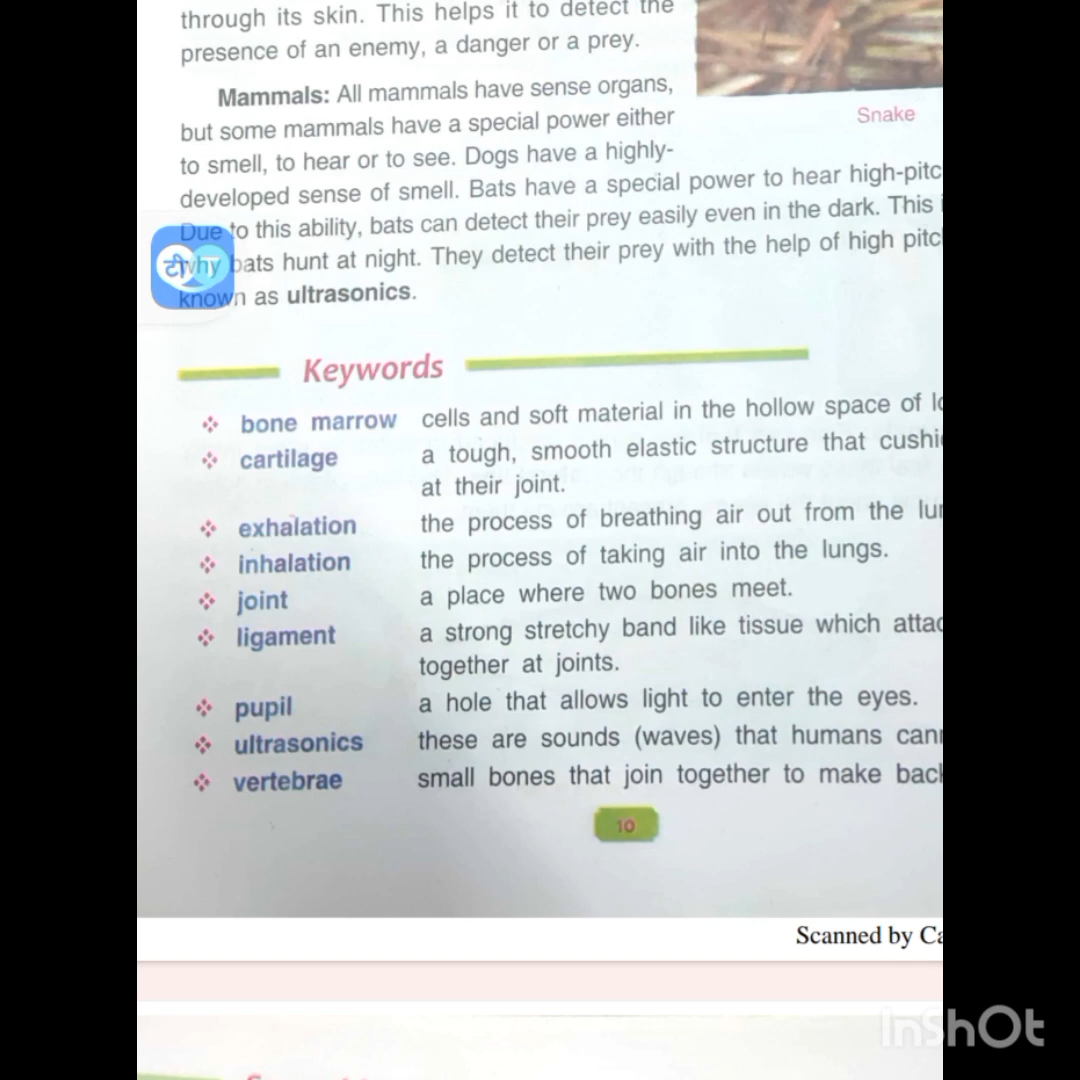 through its skin. This helps it to detect the
presence of an enemy, a danger or a prey.
Mammals: All mammals have sense organs,
but some mammals have a special power either
to smell, to hear or to see. Dogs have a highly-
developed sense of smell. Bats have a special power to hear high-pitc
Due to this ability, bats can detect their prey easily even in the dark. This i
why bats hunt at night. They detect their prey with the help of high pitc
known as ultrasonics.
Snake
टी
Keywords
bone marrow cells and soft material in the hollow space of lo
cartilage a tough, smooth elastic structure that cushi
at their joint.
exhalation the process of breathing air out from the lu
inhalation the process of taking air into the lungs.
joint a place where two bones meet.
ligament a strong stretchy band like tissue which attac
together at joints.
pupil a hole that allows light to enter the eyes.
ultrasonics these are sounds (waves) that humans can
vertebrae small bones that join together to make back
10
Scanned by Ca
InShOt